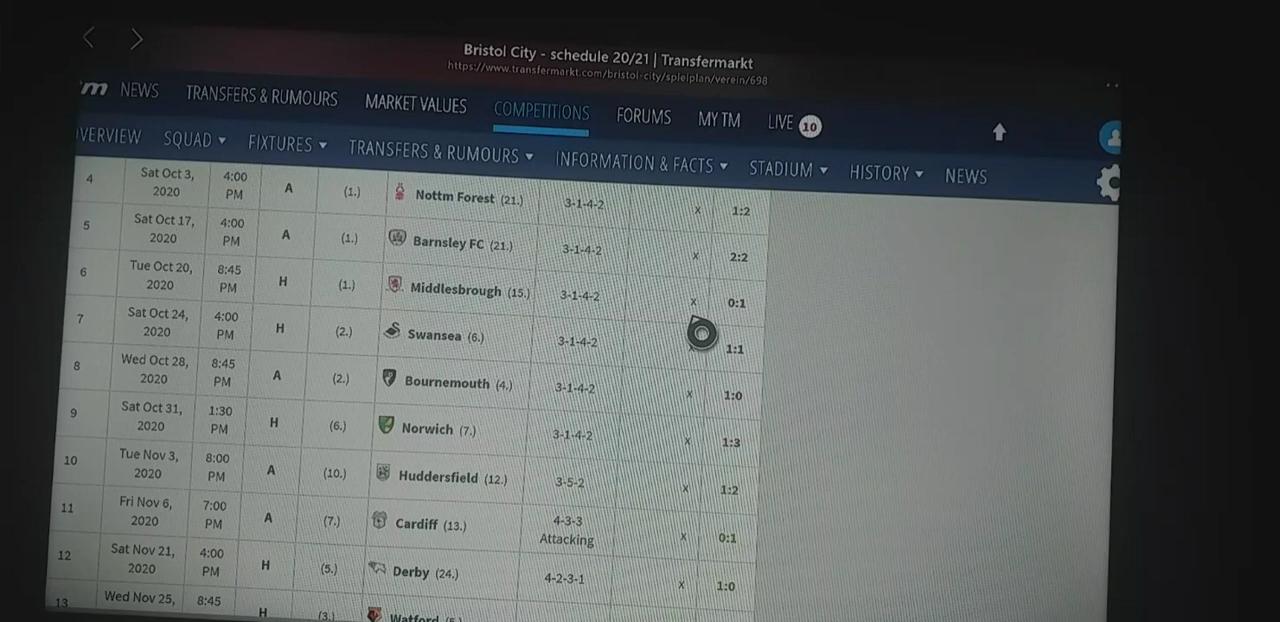 Bristol City - schedule 20/21 | Transfermarkt
https://www.transfermarkt.com/bristol-city/spielplan/verein/698
m NEWS TRANSFERS & RUMOURS MARKET VALUES COMPETITIONS FORUMS MY TM LIVE 10
VERVIEW SQUAD FIXTURES TRANSFERS & RUMOURS INFORMATION & FACTS STADIUM HISTORY NEWS
4 Sat Oct 3, 2020 4:00 PM A (1.) Nottm Forest (21.) 3-1-4-2 x 1:2
5 Sat Oct 17, 2020 4:00 PM A (1.) Barnsley FC (21.) 3-1-4-2 x 2:2
6 Tue Oct 20, 2020 8:45 PM H (1.) Middlesbrough (15.) 3-1-4-2 x 0:1
7 Sat Oct 24, 2020 4:00 PM H (2.) Swansea (6.) 3-1-4-2 1:1
8 Wed Oct 28, 2020 8:45 PM A (2.) Bournemouth (4.) 3-1-4-2 x 1:0
9 Sat Oct 31, 2020 1:30 PM H (6.) Norwich (7.) 3-1-4-2 x 1:3
10 Tue Nov 3, 2020 8:00 PM A (10.) Huddersfield (12.) 3-5-2 x 1:2
11 Fri Nov 6, 2020 7:00 PM A (7.) Cardiff (13.) 4-3-3 Attacking x 0:1
12 Sat Nov 21, 2020 4:00 PM H (5.) Derby (24.) 4-2-3-1 x 1:0
13 Wed Nov 25, 8:45 H (3.) Watford